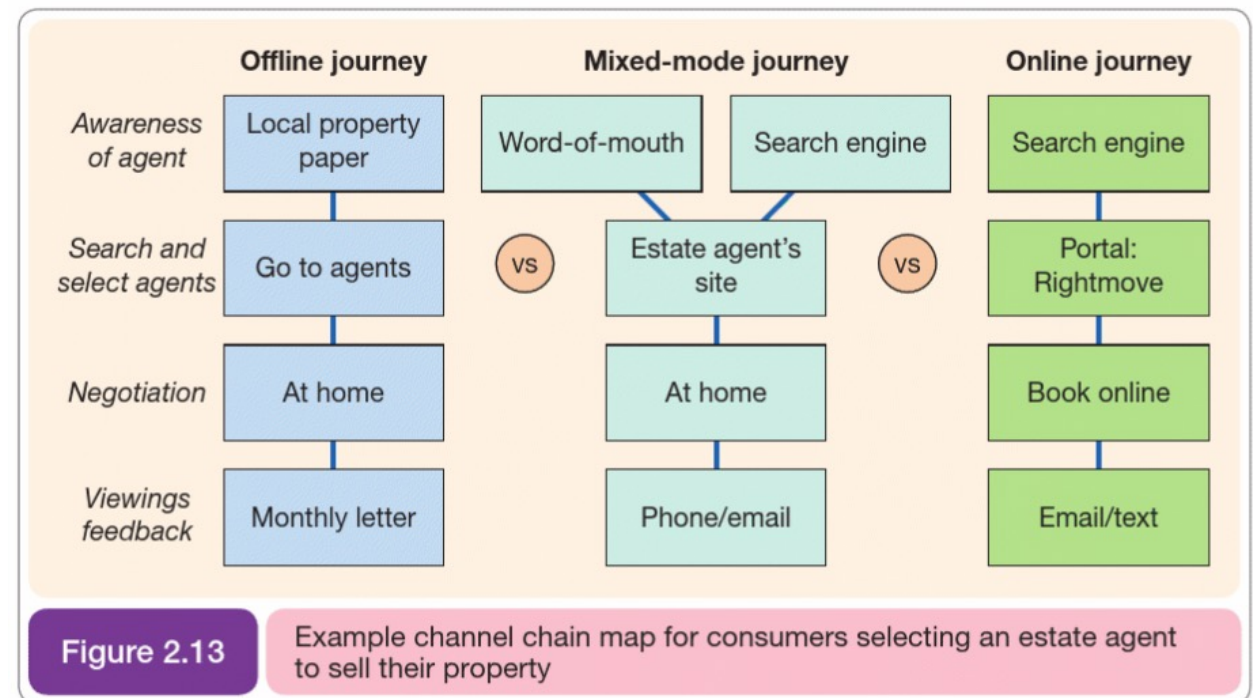 Offline journey
Mixed-mode journey
Online journey
Awareness
of agent
Local property
paper
Word-of-mouth
Search engine
Search engine
Search and
select agents
Go to agents
vs
Estate agent's
site
vs
Portal:
Rightmove
Negotiation
At home
At home
Book online
Viewings
feedback
Monthly letter
Phone/email
Email/text
Figure 2.13
Example channel chain map for consumers selecting an estate agent
to sell their property